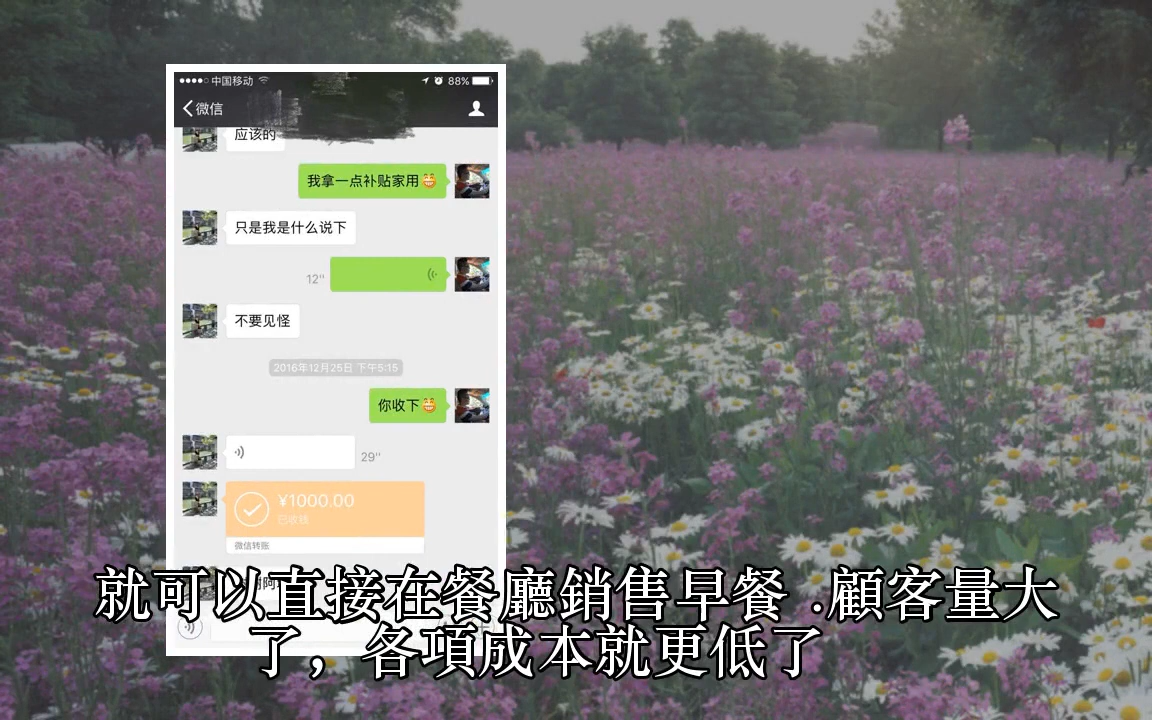 中国移动
88%
微信
应该的
我拿一点补贴家用
只是我是什么说下
12"
不要见怪
2016年12月25日 下午5:15
你收下
29"
¥1000.00
已收钱
微信转账
就可以直接在餐廳銷售早餐 .顧客量大
了，各項成本就更低了